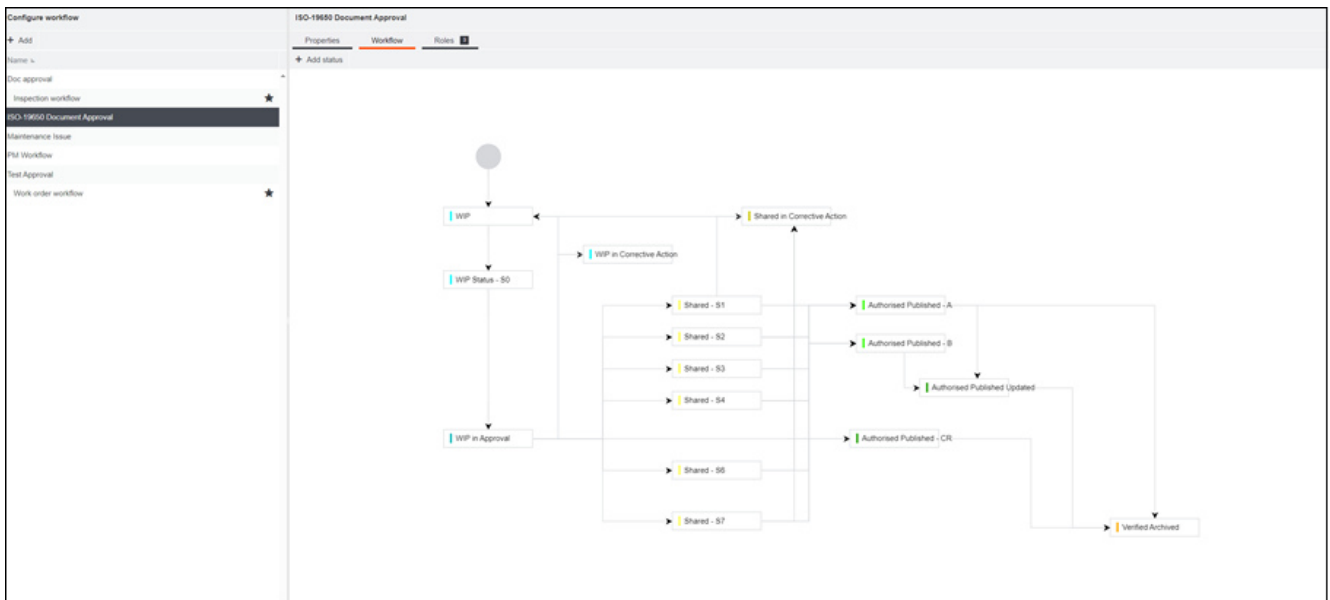 Configure workflow
ISO-19650 Document Approval
+ Add
Properties
Workflow
Roles
Name
+ Add status
Doc approval
Inspection workflow
ISO-19650 Document Approval
Maintenance Issue
PM Workflow
Test Approval
Work order workflow
WIP
Shared in Corrective Action
WIP in Corrective Action
WIP Status - S0
Shared - S1
Authorised Published - A
Shared - S2
Authorised Published - B
Shared - S3
Authorised Published Updated
Shared - S4
WIP in Approval
Authorised Published - CR
Shared - S6
Shared - S7
Verified Archived